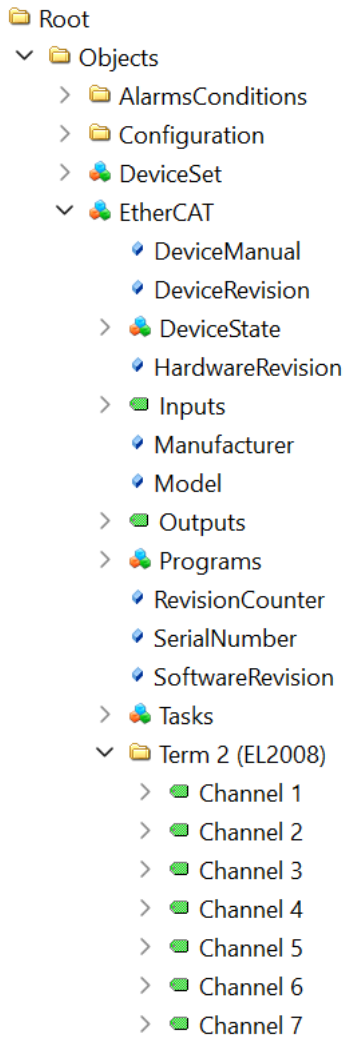 Root
Objects
AlarmsConditions
Configuration
DeviceSet
EtherCAT
DeviceManual
DeviceRevision
DeviceState
HardwareRevision
Inputs
Manufacturer
Model
Outputs
Programs
RevisionCounter
SerialNumber
SoftwareRevision
Tasks
Term 2 (EL2008)
Channel 1
Channel 2
Channel 3
Channel 4
Channel 5
Channel 6
Channel 7